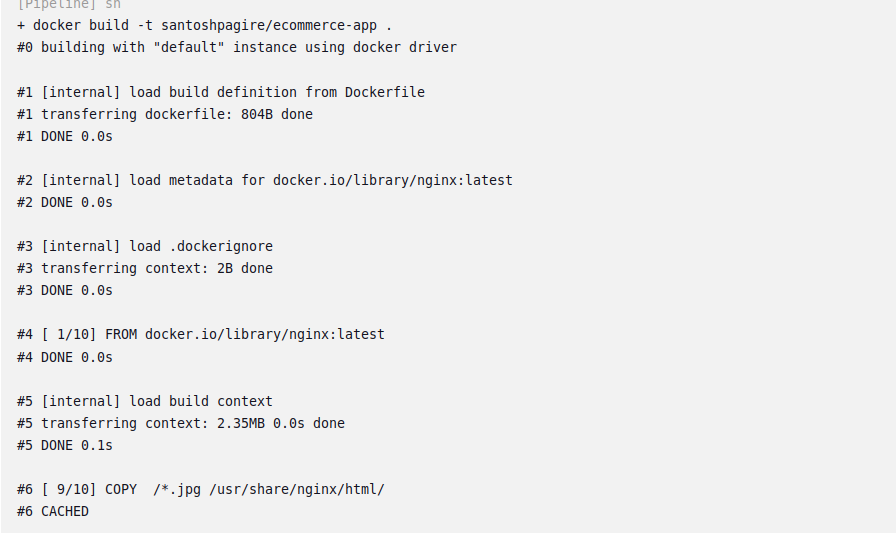 [Pipeline] sh
+ docker build -t santoshpagire/ecommerce-app .
#0 building with "default" instance using docker driver
#1 [internal] load build definition from Dockerfile
#1 transferring dockerfile: 804B done
#1 DONE 0.0s
#2 [internal] load metadata for docker.io/library/nginx:latest
#2 DONE 0.0s
#3 [internal] load .dockerignore
#3 transferring context: 2B done
#3 DONE 0.0s
#4 [ 1/10] FROM docker.io/library/nginx:latest
#4 DONE 0.0s
#5 [internal] load build context
#5 transferring context: 2.35MB 0.0s done
#5 DONE 0.1s
#6 [ 9/10] COPY  /*.jpg /usr/share/nginx/html/
#6 CACHED